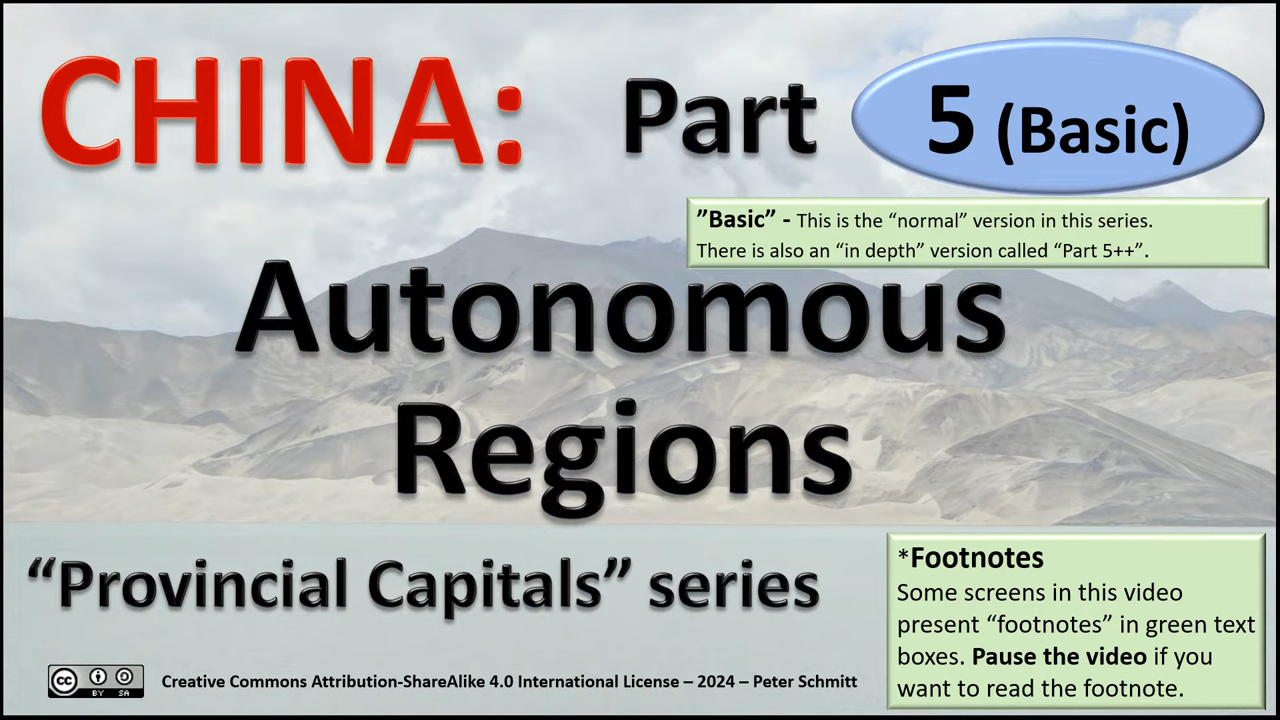 CHINA: Part 5 (Basic)
”Basic” - This is the “normal” version in this series.
There is also an “in depth” version called “Part 5++”.
Autonomous
Regions
“Provincial Capitals” series
*Footnotes
Some screens in this video
present “footnotes” in green text
boxes. Pause the video if you
want to read the footnote.
cc BY SA
Creative Commons Attribution-ShareAlike 4.0 International License – 2024 – Peter Schmitt